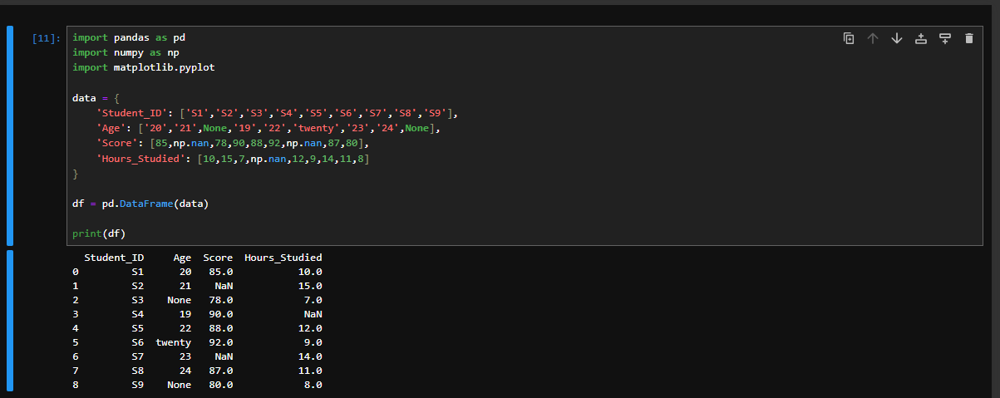 [11]: import pandas as pd
import numpy as np
import matplotlib.pyplot
data = {
'Student_ID': ['S1','S2','S3','S4','S5','S6','S7','S8','S9'],
'Age': ['20','21',None,'19','22','twenty','23','24',None],
'Score': [85,np.nan,78,90,88,92,np.nan,87,80],
'Hours_Studied': [10,15,7,np.nan,12,9,14,11,8]
}
df = pd.DataFrame(data)
print(df)
Student_ID Age Score Hours_Studied
0 S1 20 85.0 10.0
1 S2 21 NaN 15.0
2 S3 None 78.0 7.0
3 S4 19 90.0 NaN
4 S5 22 88.0 12.0
5 S6 twenty 92.0 9.0
6 S7 23 NaN 14.0
7 S8 24 87.0 11.0
8 S9 None 80.0 8.0